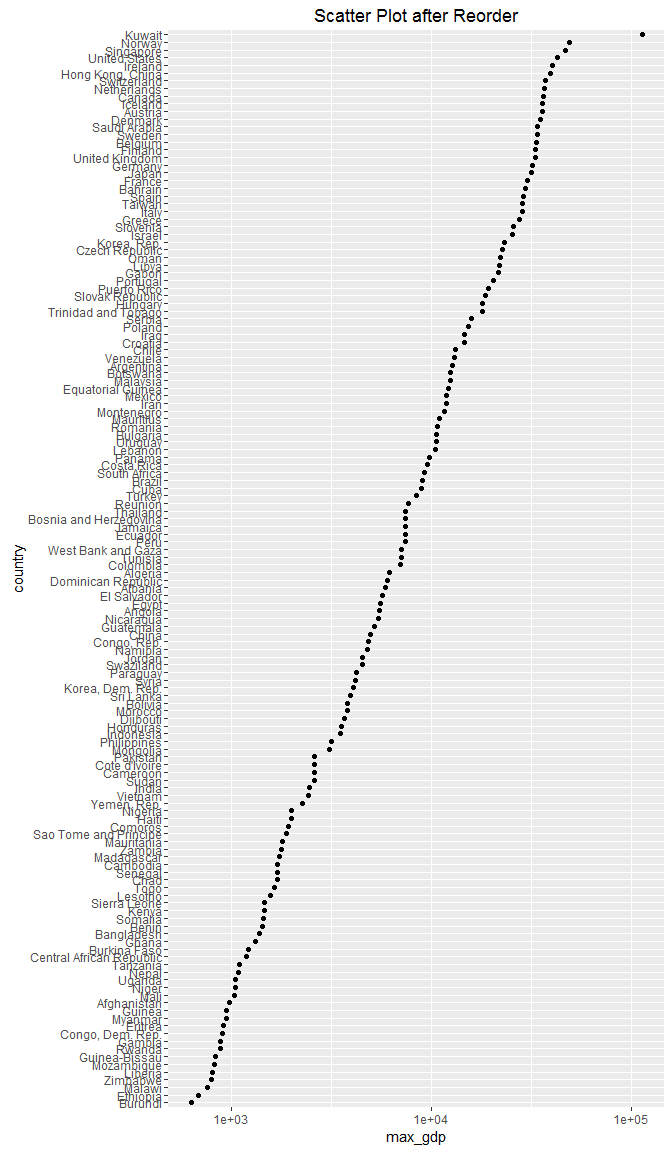 Scatter Plot after Reorder
Kuwait
Norway
Singapore
United States
Ireland
Hong Kong, China
Switzerland
Netherlands
Canada
Iceland
Austria
Denmark
Saudi Arabia
Sweden
Belgium
Finland
United Kingdom
Germany
Japan
France
Bahrain
Spain
Taiwan
Italy
Greece
Slovenia
Israel
Korea, Rep.
Czech Republic
Oman
Libya
Gabon
Portugal
Puerto Rico
Slovak Republic
Hungary
Trinidad and Tobago
Serbia
Poland
Iraq
Croatia
Chile
Venezuela
Argentina
Botswana
Malaysia
Equatorial Guinea
Mexico
Iran
Montenegro
Mauritius
Romania
Bulgaria
Uruguay
Lebanon
Panama
Costa Rica
South Africa
Brazil
Cuba
Turkey
Reunion
Thailand
Bosnia and Herzegovina
Jamaica
Ecuador
Peru
West Bank and Gaza
Tunisia
Colombia
Algeria
Dominican Republic
Albania
El Salvador
Egypt
Angola
Nicaragua
Guatemala
China
Congo, Rep.
Namibia
Jordan
Swaziland
Paraguay
Syria
Korea, Dem. Rep.
Sri Lanka
Bolivia
Morocco
Djibouti
Honduras
Indonesia
Philippines
Mongolia
Pakistan
Cote d'Ivoire
Cameroon
Sudan
India
Vietnam
Yemen, Rep.
Nigeria
Haiti
Comoros
Sao Tome and Principe
Mauritania
Zambia
Madagascar
Cambodia
Senegal
Chad
Togo
Lesotho
Sierra Leone
Kenya
Somalia
Benin
Bangladesh
Ghana
Burkina Faso
Central African Republic
Tanzania
Nepal
Uganda
Niger
Mali
Afghanistan
Guinea
Myanmar
Eritrea
Congo, Dem. Rep.
Gambia
Rwanda
Guinea-Bissau
Mozambique
Liberia
Zimbabwe
Malawi
Ethiopia
Burundi
country
1e+03
1e+04
1e+05
max_gdp